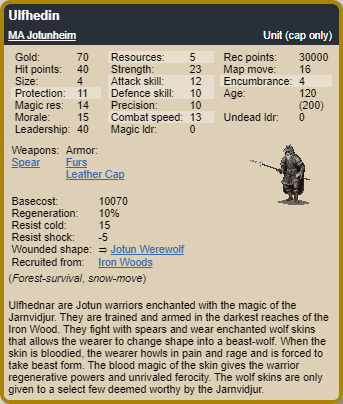 Ulfhedin
MA Jotunheim Unit (cap only)
Gold: 70 Resources: 5 Rec points: 30000
Hit points: 40 Strength: 23 Map move: 16
Size: 4 Attack skill: 12 Encumbrance: 4
Protection: 11 Defence skill: 10 Age: 120
Magic res: 14 Precision: 10 (200)
Morale: 15 Combat speed: 13 Undead ldr: 0
Leadership: 40 Magic ldr: 0
Weapons: Armor:
Spear Furs
Leather Cap
Basecost: 10070
Regeneration: 10%
Resist cold: 15
Resist shock: -5
Wounded shape: ⇒ Jotun Werewolf
Recruited from: Iron Woods
(Forest-survival, snow-move)
Ulfhednar are Jotun warriors enchanted with the magic of the
Jarnvidjur. They are trained and armed in the darkest reaches of the
Iron Wood. They fight with spears and wear enchanted wolf skins
that allows the wearer to change shape into a beast-wolf. When the
skin is bloodied, the wearer howls in pain and rage and is forced to
take beast form. The blood magic of the skin gives the warrior
regenerative powers and unrivaled ferocity. The wolf skins are only
given to a select few deemed worthy by the Jarnvidjur.